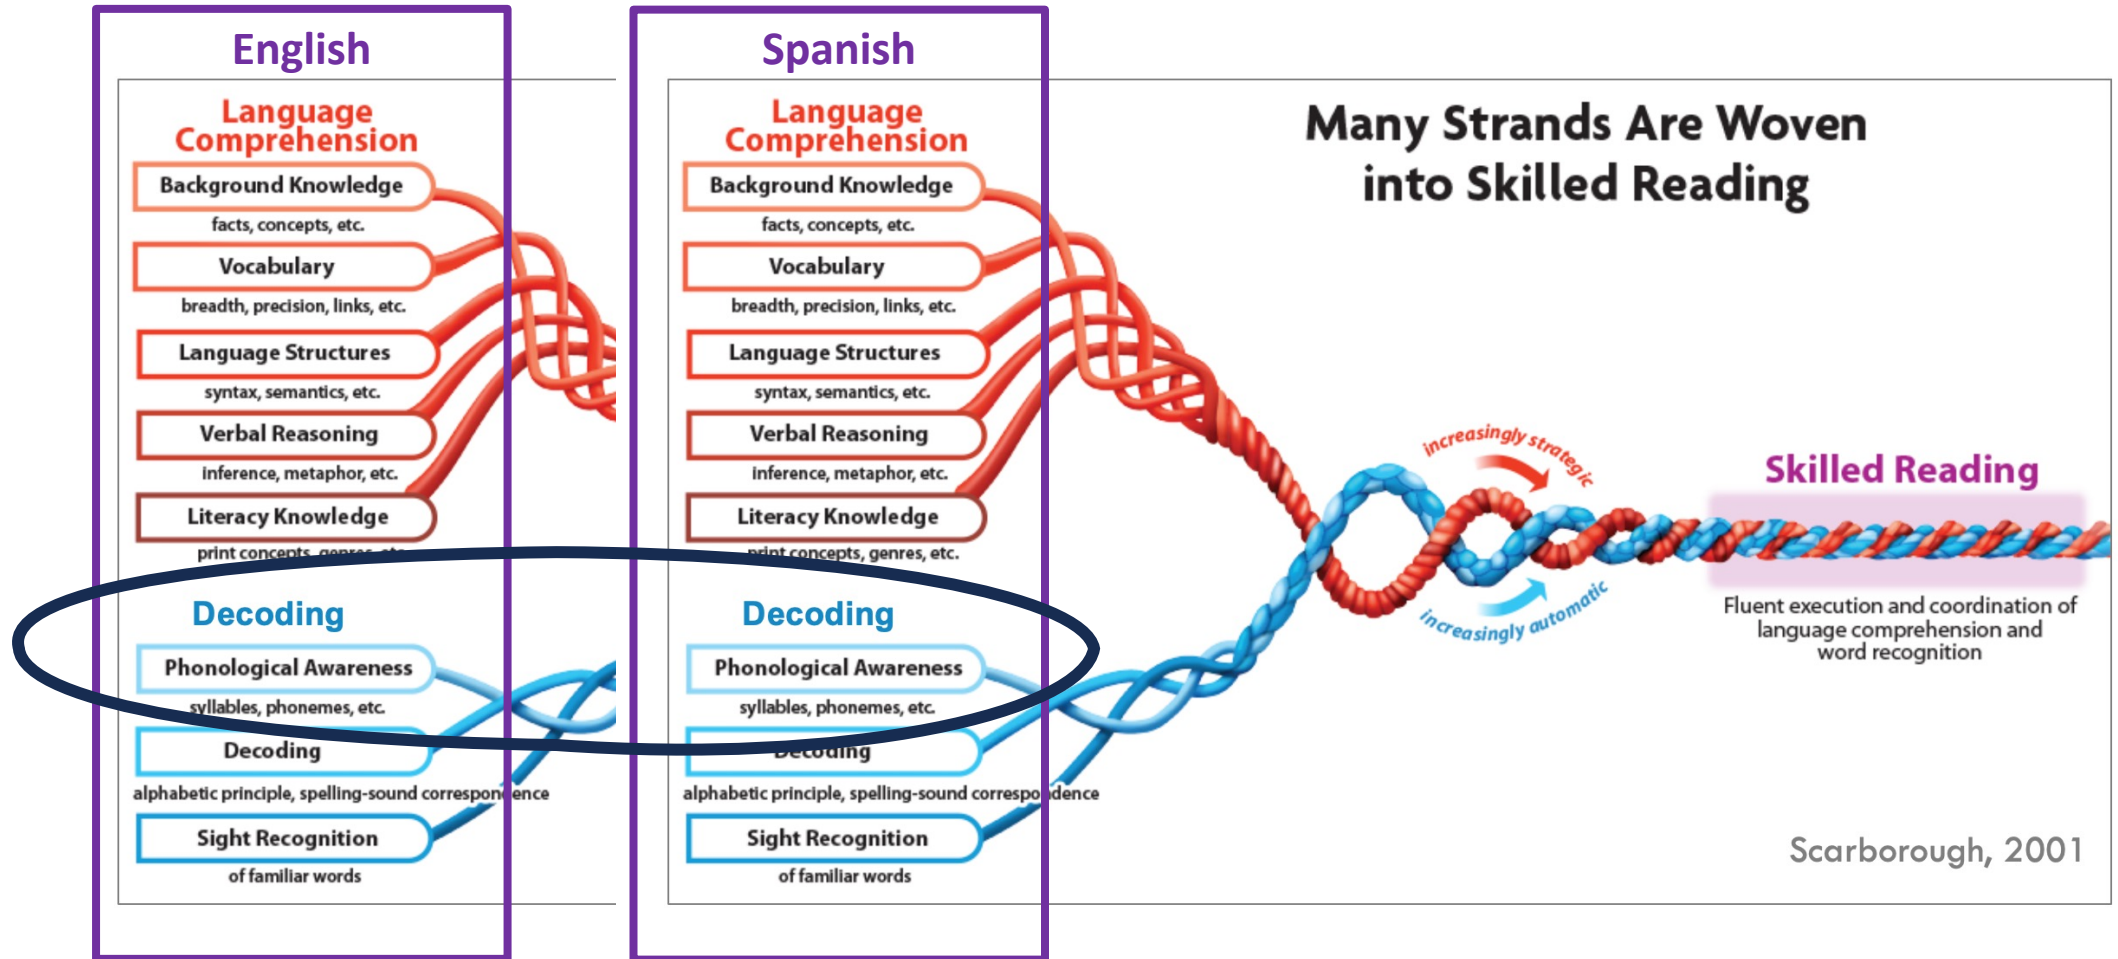 English
Language
Comprehension
Background Knowledge
facts, concepts, etc.
Vocabulary
breadth, precision, links, etc.
Language Structures
syntax, semantics, etc.
Verbal Reasoning
inference, metaphor, etc.
Literacy Knowledge
print concepts, genres, etc.
Decoding
Phonological Awareness
syllables, phonemes, etc.
Decoding
alphabetic principle, spelling-sound correspondence
Sight Recognition
of familiar words
Spanish
Language
Comprehension
Background Knowledge
facts, concepts, etc.
Vocabulary
breadth, precision, links, etc.
Language Structures
syntax, semantics, etc.
Verbal Reasoning
inference, metaphor, etc.
Literacy Knowledge
print concepts, genres, etc.
Decoding
Phonological Awareness
syllables, phonemes, etc.
Decoding
alphabetic principle, spelling-sound correspondence
Sight Recognition
of familiar words
Many Strands Are Woven
into Skilled Reading
increasingly strategic
increasingly automatic
Skilled Reading
Fluent execution and coordination of
language comprehension and
word recognition
Scarborough, 2001